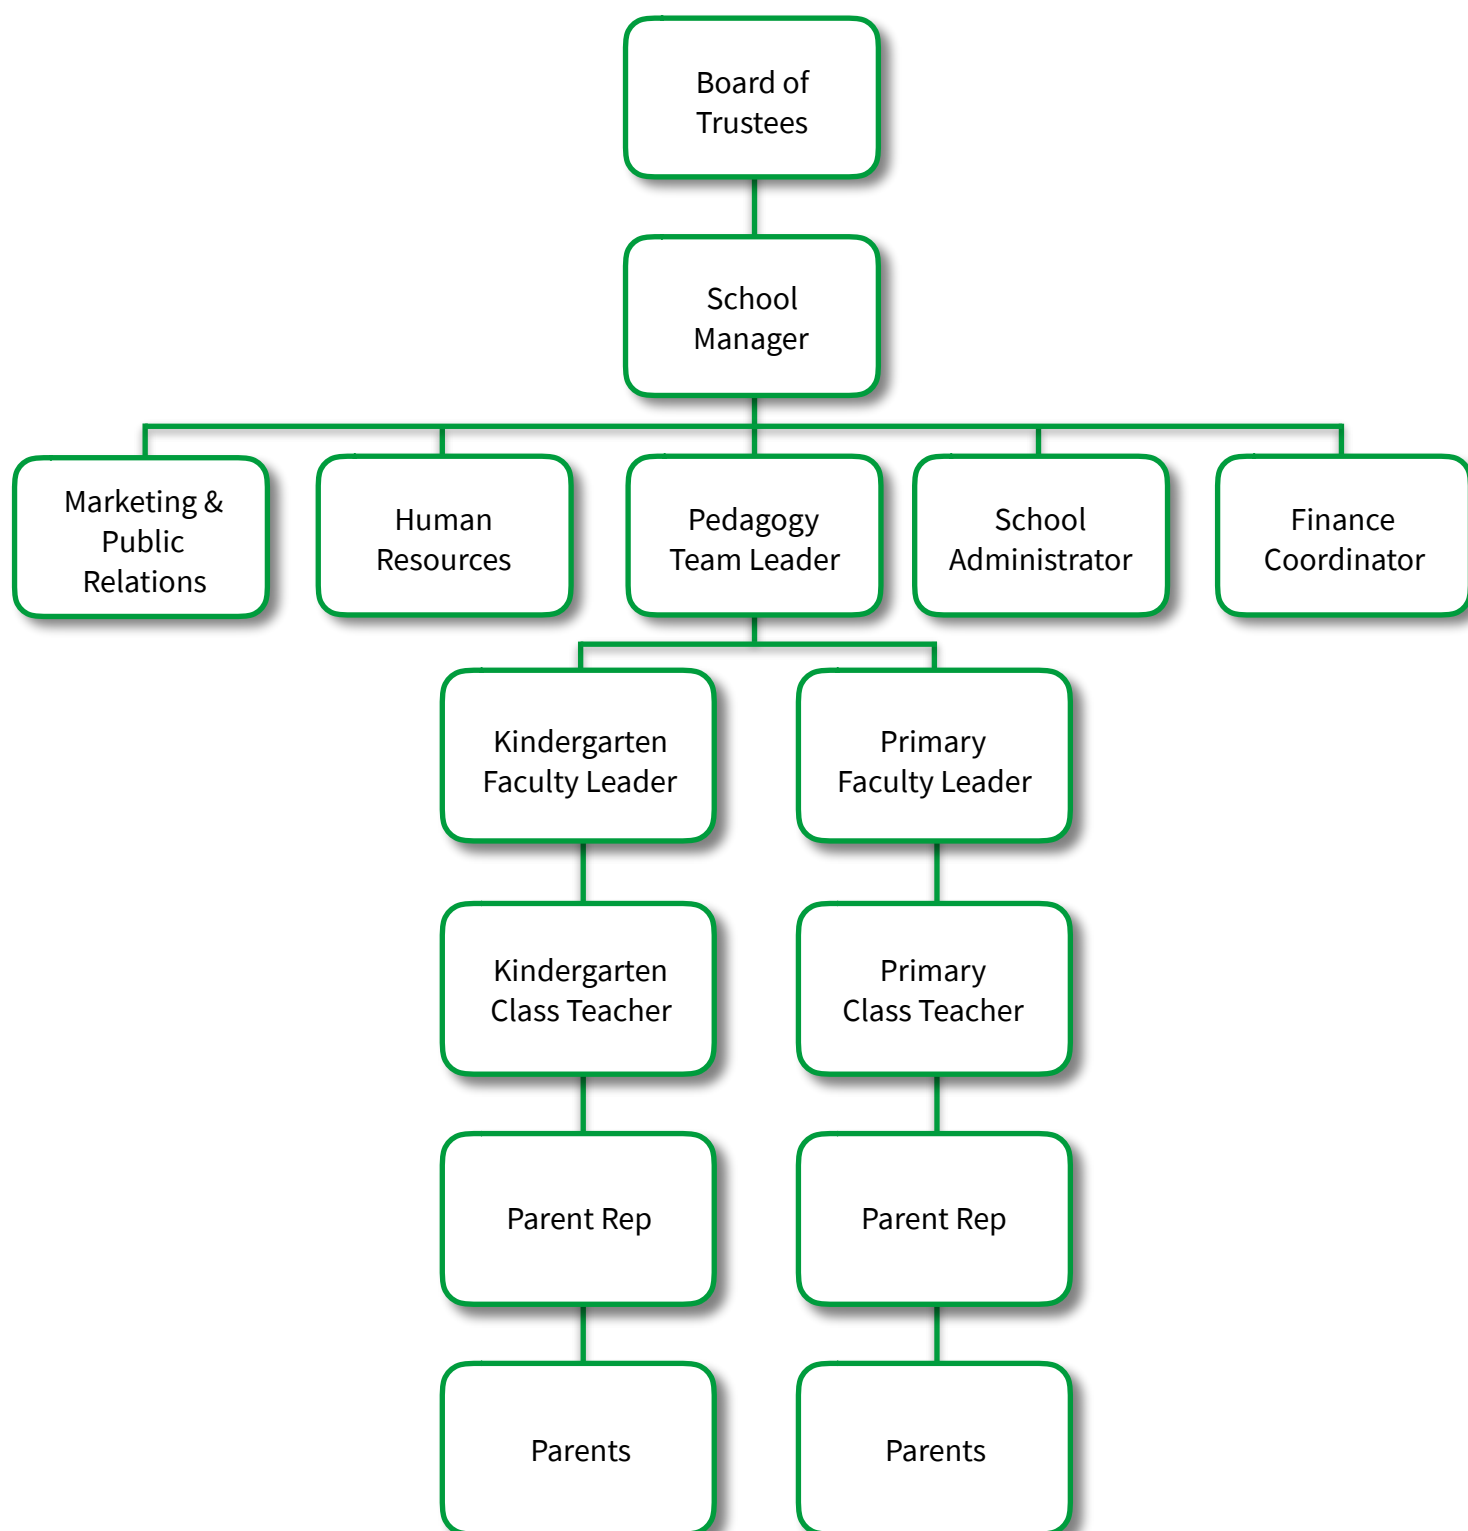 Board of
Trustees
School
Manager
Marketing &
Public
Relations
Human
Resources
Pedagogy
Team Leader
School
Administrator
Finance
Coordinator
Kindergarten
Faculty Leader
Primary
Faculty Leader
Kindergarten
Class Teacher
Primary
Class Teacher
Parent Rep
Parent Rep
Parents
Parents